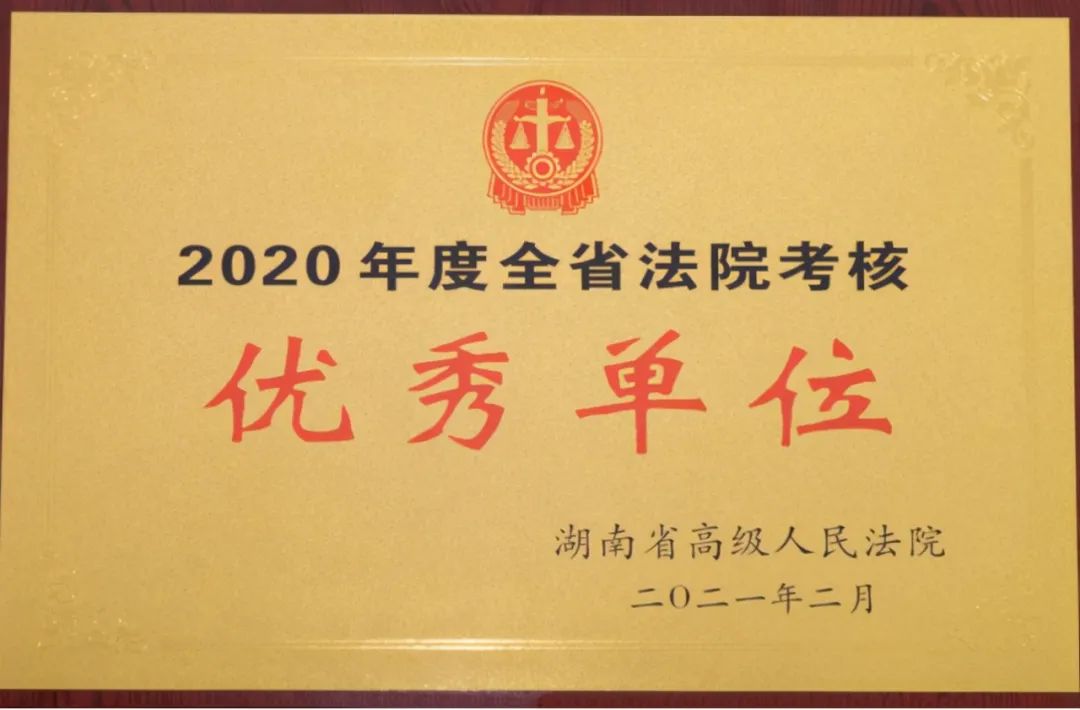 2020年度全省法院考核
优秀单位
湖南省高级人民法院
二〇二一年二月